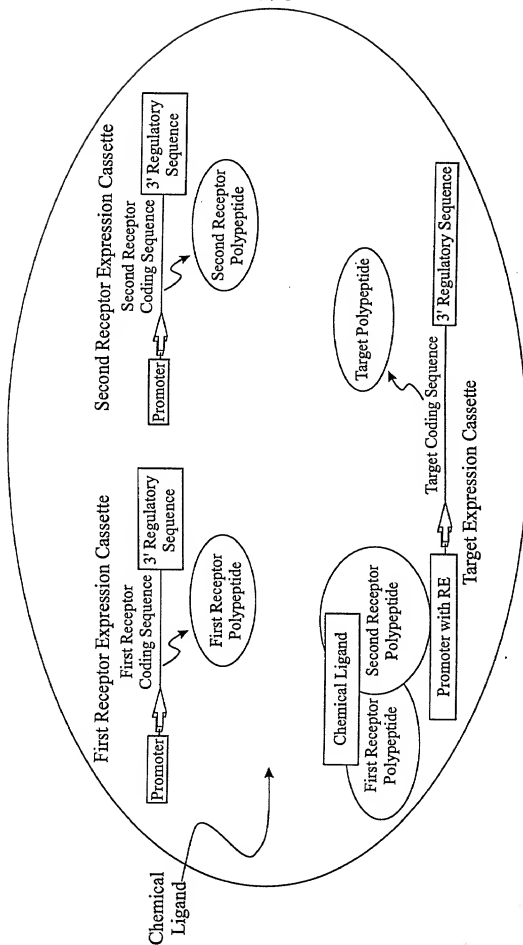 First Receptor Expression Cassette
First Receptor
Coding Sequence
Promoter
3' Regulatory
Sequence
First Receptor
Polypeptide
Second Receptor Expression Cassette
Second Receptor
Coding Sequence
Promoter
3' Regulatory
Sequence
Second Receptor
Polypeptide
Chemical
Ligand
Chemical Ligand
First Receptor
Polypeptide
Second Receptor
Polypeptide
Promoter with RE
Target Polypeptide
Target Coding Sequence
3' Regulatory Sequence
Target Expression Cassette